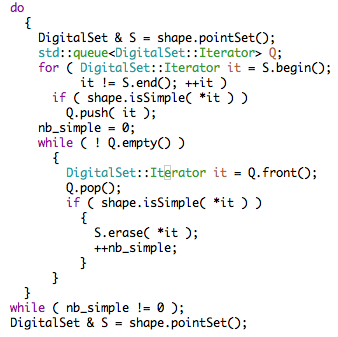 do
{
DigitalSet & S = shape.pointSet();
std::queue<DigitalSet::Iterator> Q;
for ( DigitalSet::Iterator it = S.begin();
it != S.end(); ++it )
if ( shape.isSimple( *it ) )
Q.push( it );
nb_simple = 0;
while ( ! Q.empty() )
{
DigitalSet::Iterator it = Q.front();
Q.pop();
if ( shape.isSimple( *it ) )
{
S.erase( *it );
++nb_simple;
}
}
}
while ( nb_simple != 0 );
DigitalSet & S = shape.pointSet();